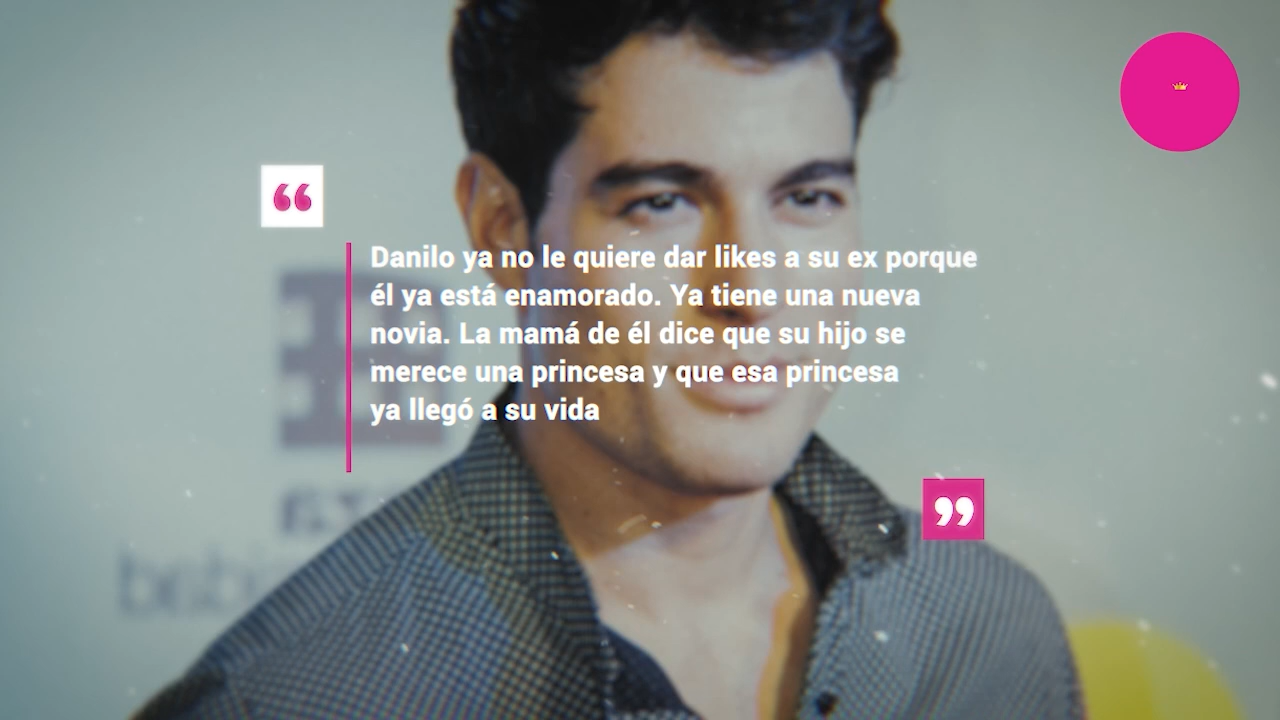 “
Danilo ya no le quiere dar likes a su ex porque
él ya está enamorado. Ya tiene una nueva
novia. La mamá de él dice que su hijo se
merece una princesa y que esa princesa
ya llegó a su vida
”